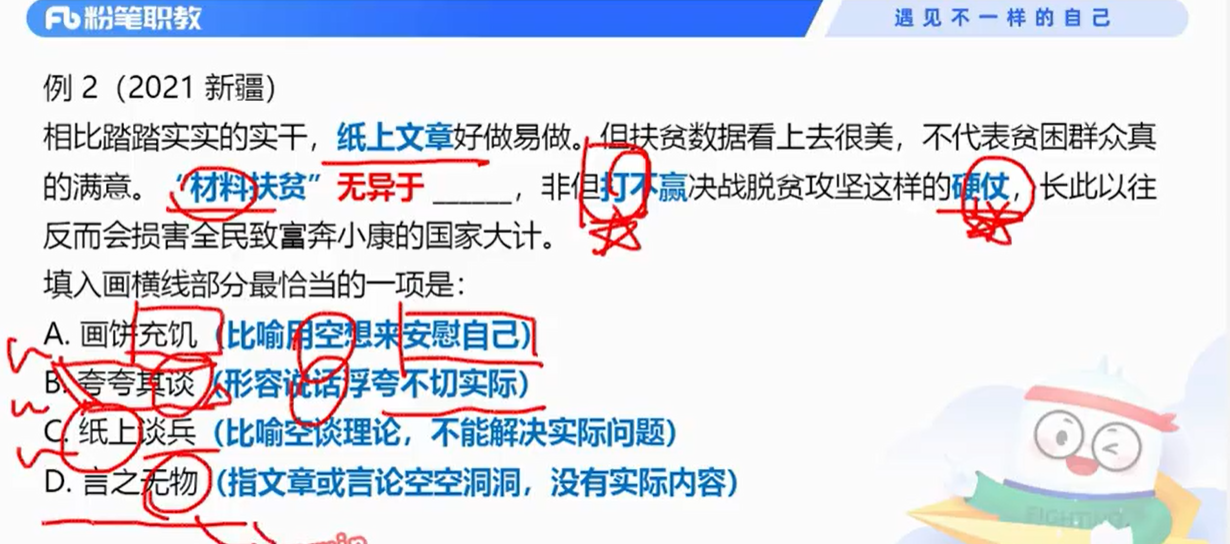 粉笔职教
遇见不一样的自己
例 2（2021 新疆）
相比踏踏实实的实干，纸上文章好做易做。但扶贫数据看上去很美，不代表贫困群众真
的满意。“材料扶贫”无异于 ______，非但打不赢决战脱贫攻坚这样的硬仗，长此以往
反而会损害全民致富奔小康的国家大计。
填入画横线部分最恰当的一项是：
A. 画饼充饥（比喻用空想来安慰自己）
B. 夸夸其谈（形容说话浮夸不切实际）
C. 纸上谈兵（比喻空谈理论，不能解决实际问题）
D. 言之无物（指文章或言论空空洞洞，没有实际内容）
FIGHTING